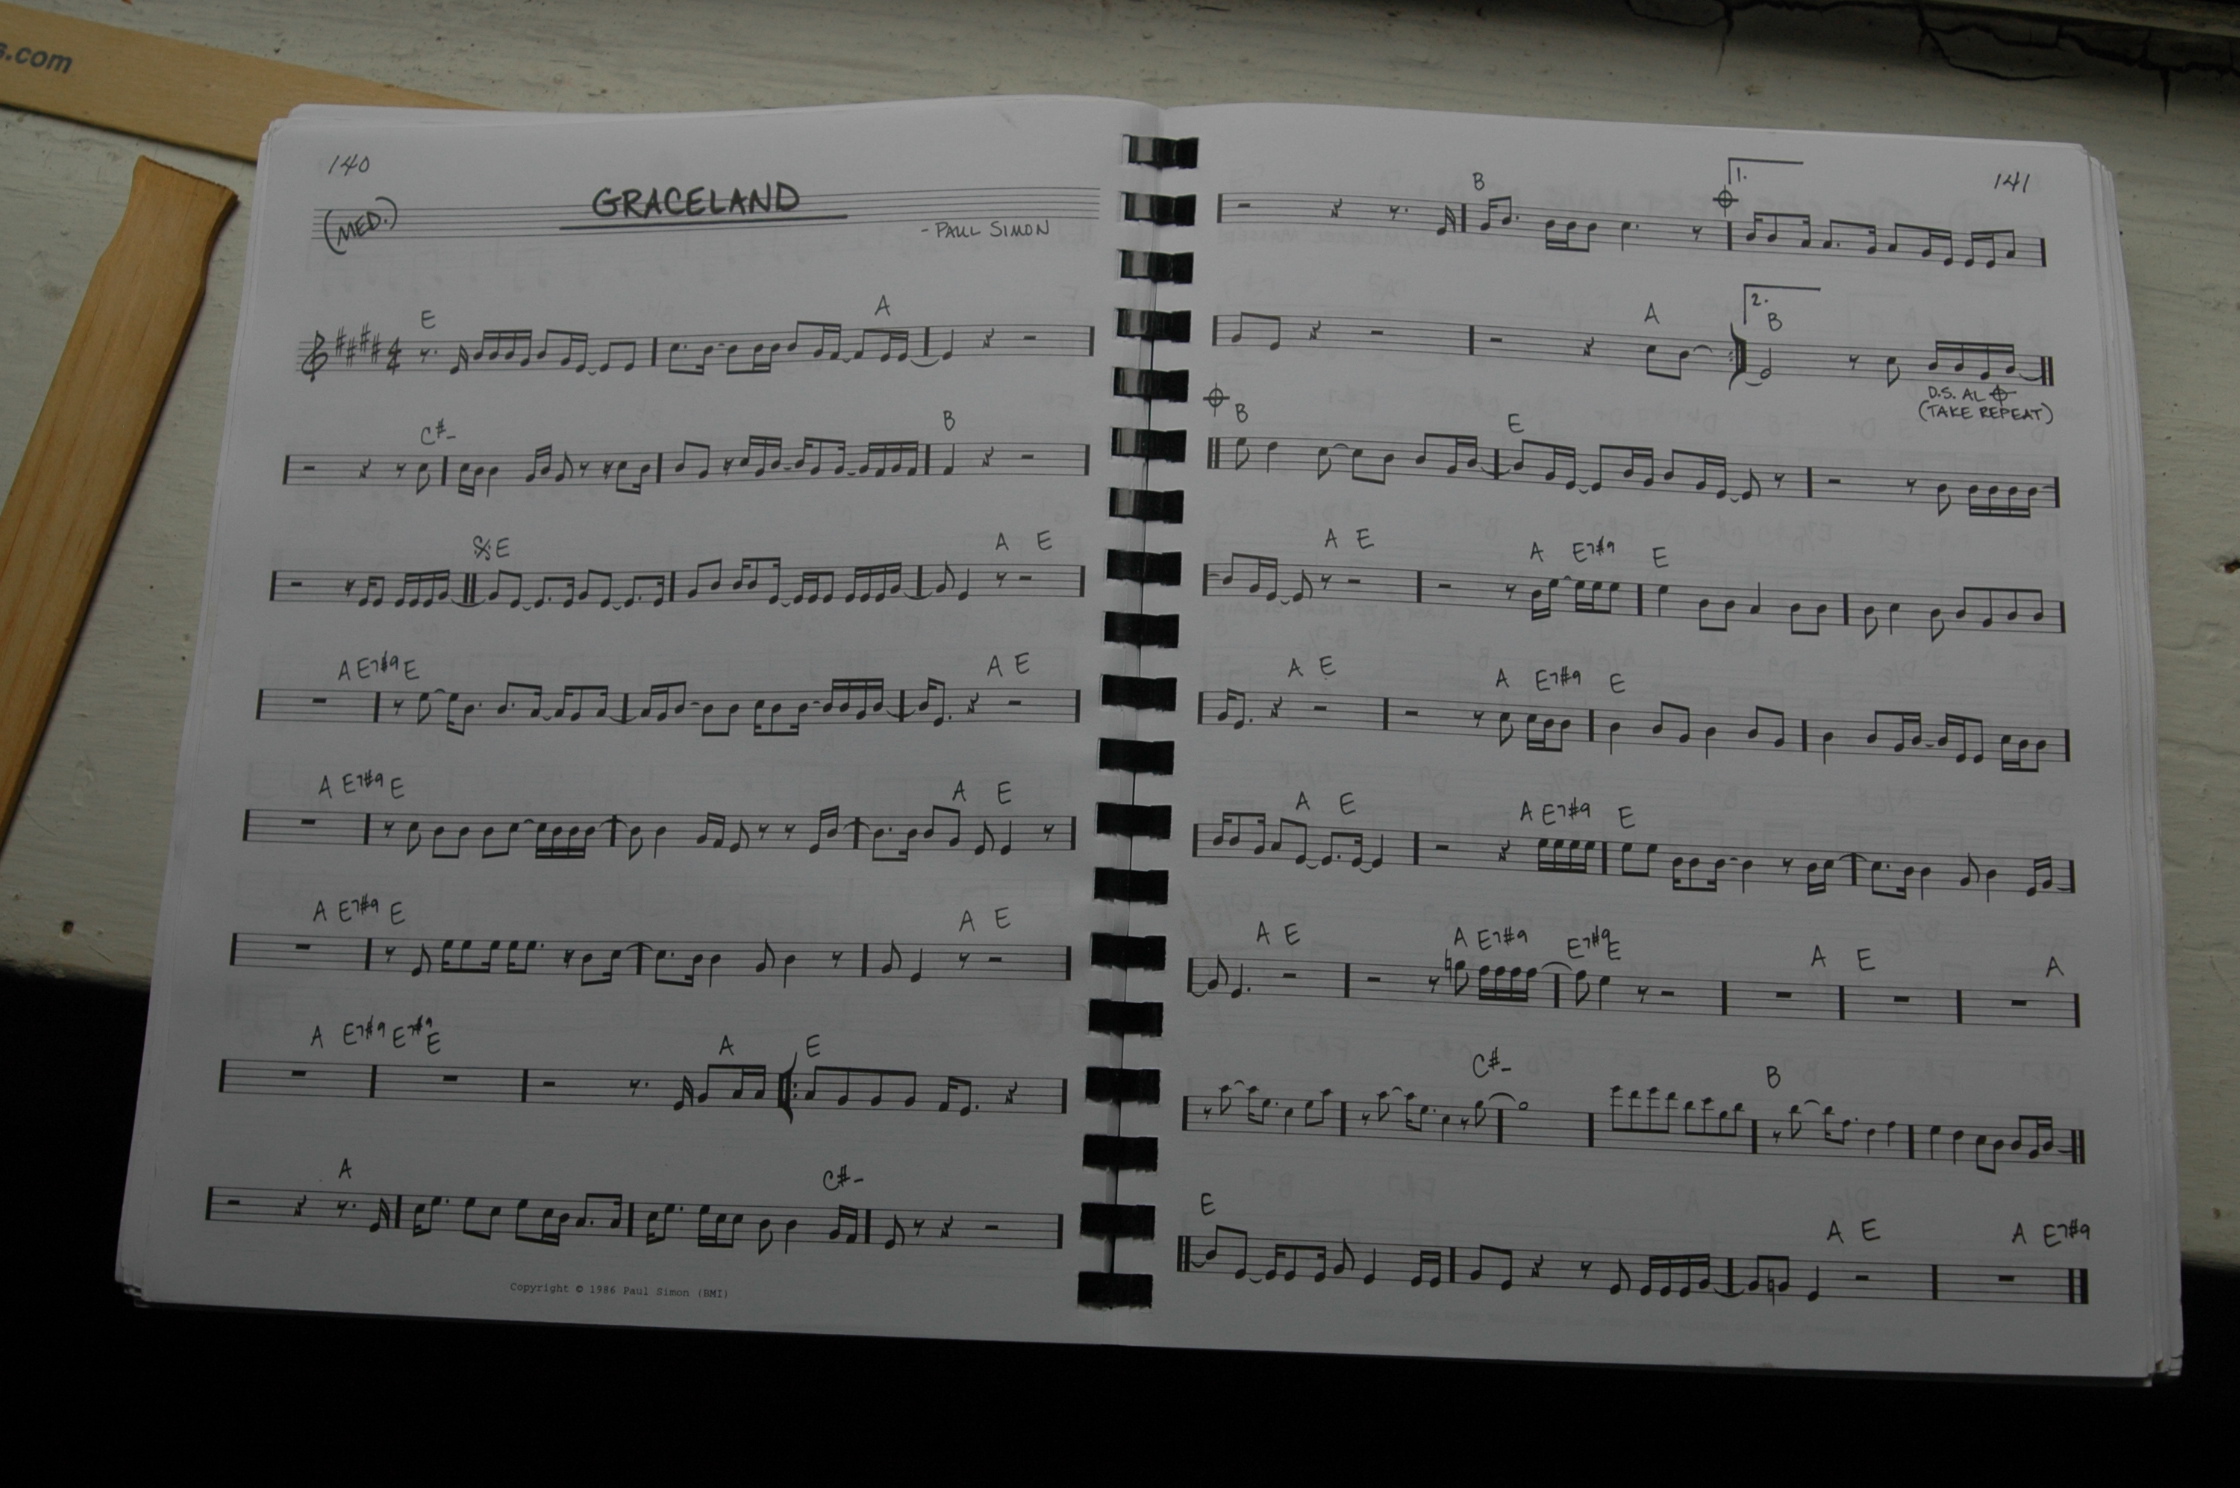 s.com
140
GRACELAND
(MED.)
- PAUL SIMON
E A
C#- B
E A E
A E7#9 E A E
A E7#9 E A E
A E7#9 E A E
A E7#9 E7#9 E A E
A C#-
Copyright © 1986 Paul Simon (BMI)
141
B 1.
A 2. B
D.S. AL
(TAKE REPEAT)
B E
A E A E7#9 E
A E A E7#9 E
A E A E7#9 E
A E A E7#9 E7#9 E A E A
C#- B
E A E A E7#9